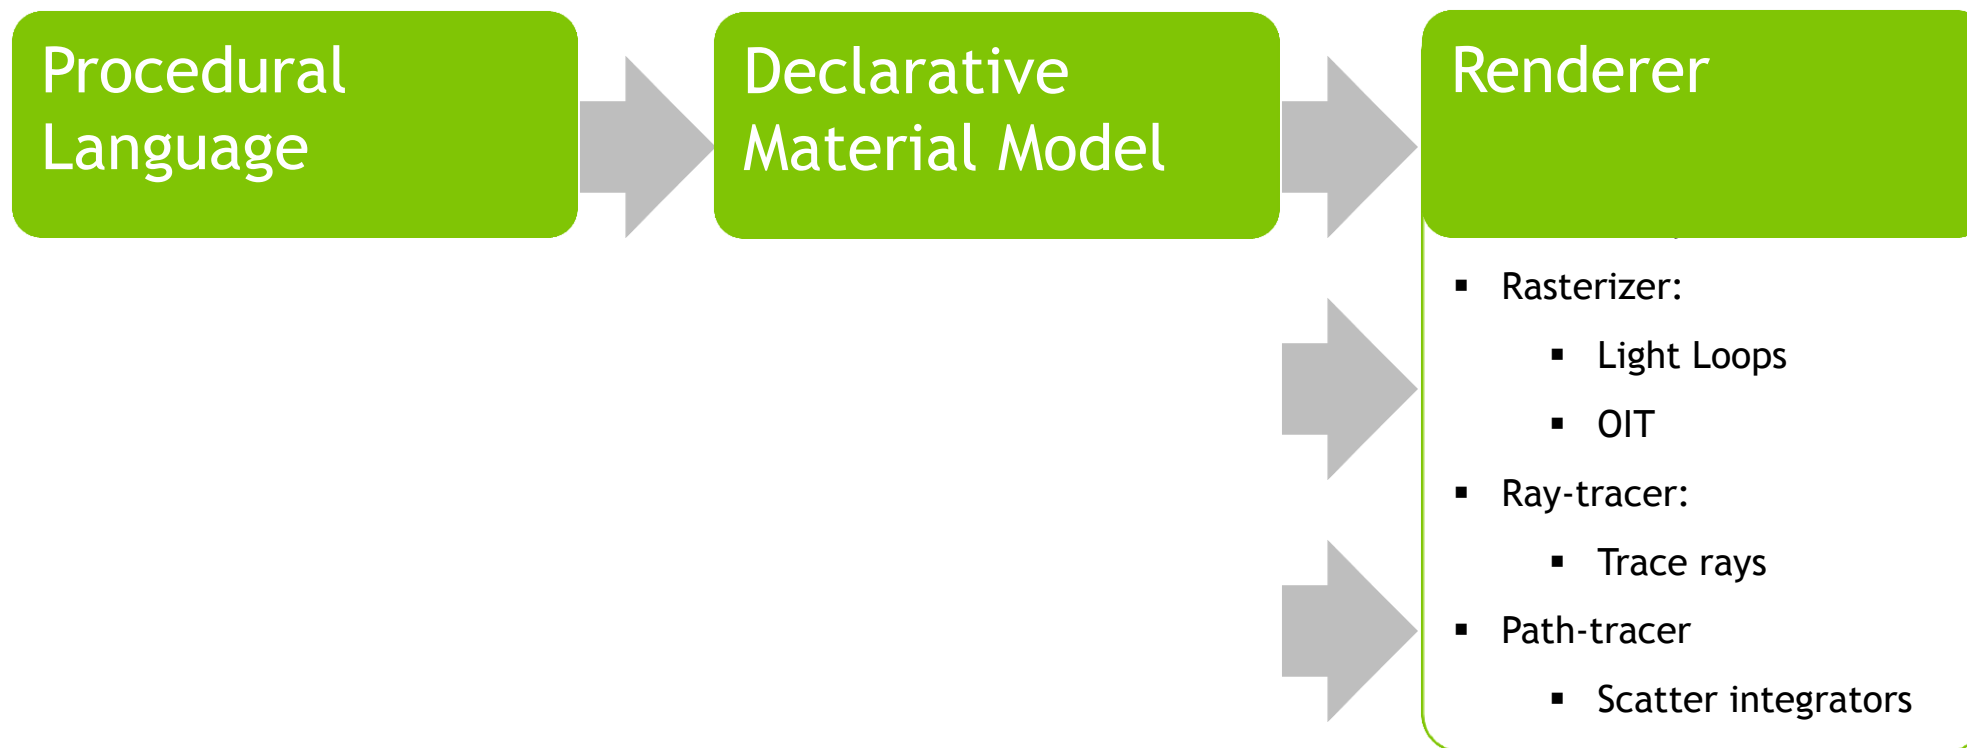 Procedural
Language
Declarative
Material Model
Renderer
▪ Rasterizer:
▪ Light Loops
▪ OIT
▪ Ray-tracer:
▪ Trace rays
▪ Path-tracer
▪ Scatter integrators